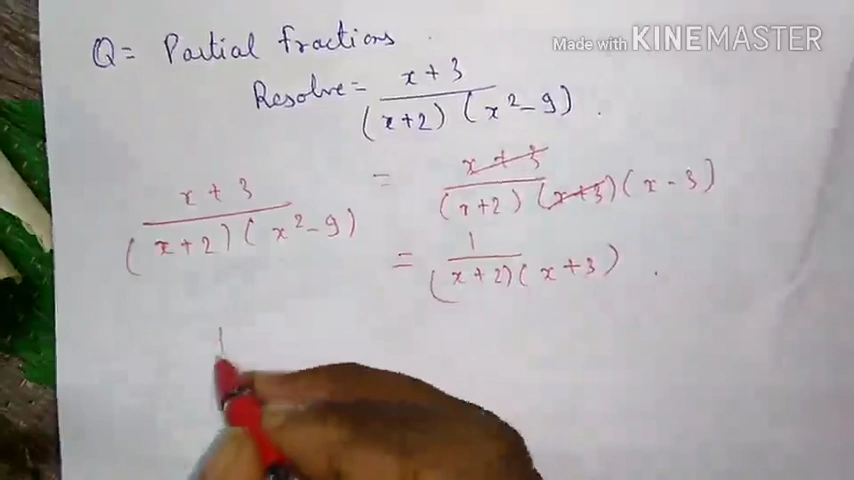 Made with KINEMASTER
Q= Partial fractions .
Resolve= x+3 / (x+2) (x²-9) .
x+3 / (x+2)(x²-9) = x+3 / (x+2)(x+3)(x-3)
= 1 / (x+2)(x+3) .